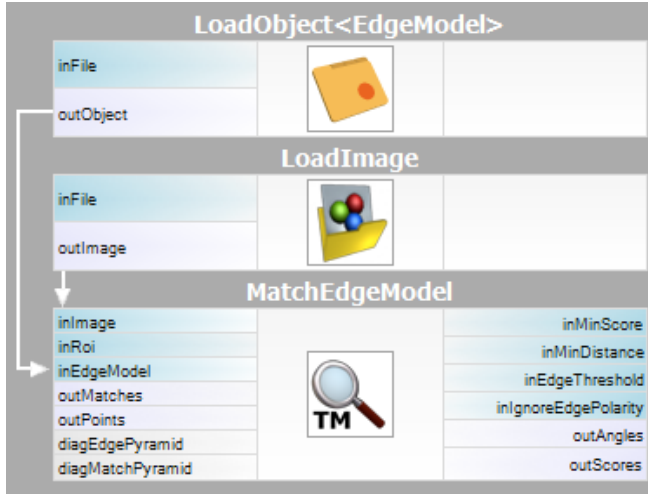 LoadObject<EdgeModel>
inFile
outObject
LoadImage
inFile
outImage
MatchEdgeModel
inImage
inRoi
inEdgeModel
outMatches
outPoints
diagEdgePyramid
diagMatchPyramid
TM
inMinScore
inMinDistance
inEdgeThreshold
inIgnoreEdgePolarity
outAngles
outScores